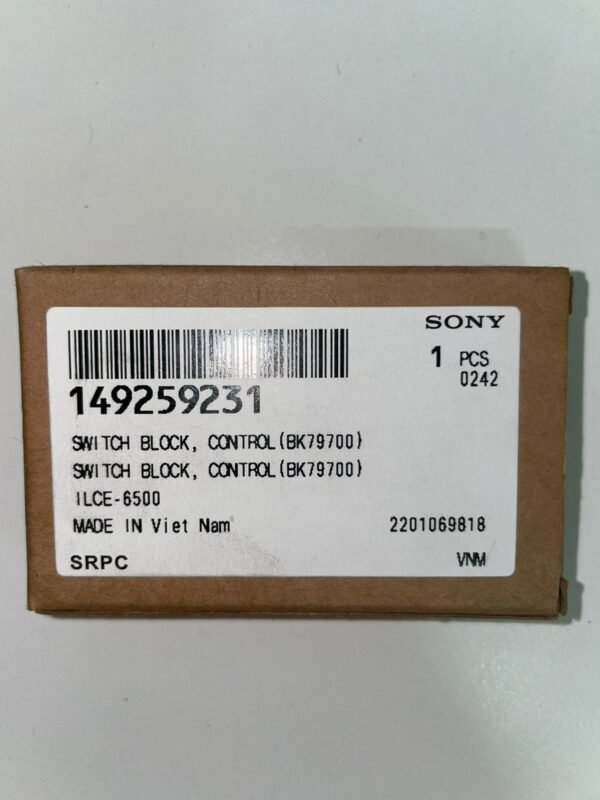 SONY
1 PCS
0242
149259231
SWITCH BLOCK, CONTROL(BK79700)
SWITCH BLOCK, CONTROL(BK79700)
ILCE-6500
MADE IN Viet Nam 2201069818
SRPC VNM